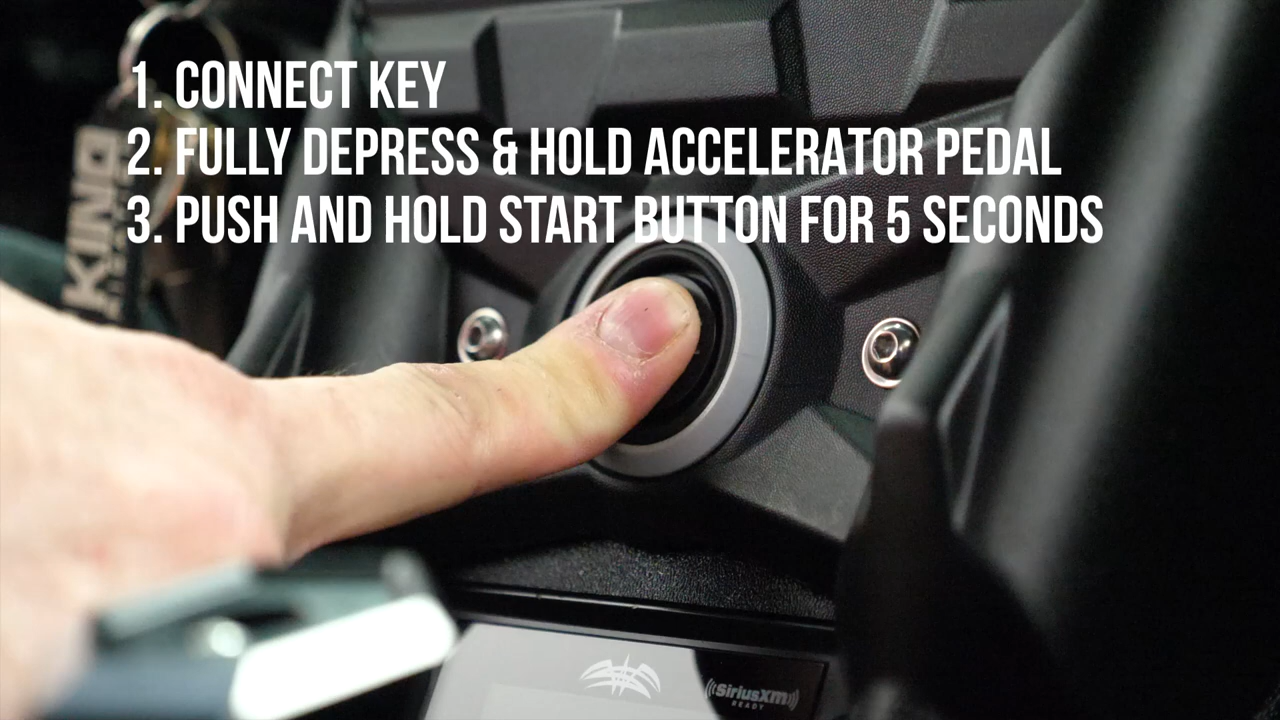 1. CONNECT KEY
2. FULLY DEPRESS & HOLD ACCELERATOR PEDAL
3. PUSH AND HOLD START BUTTON FOR 5 SECONDS
KING
SiriusXm
READY